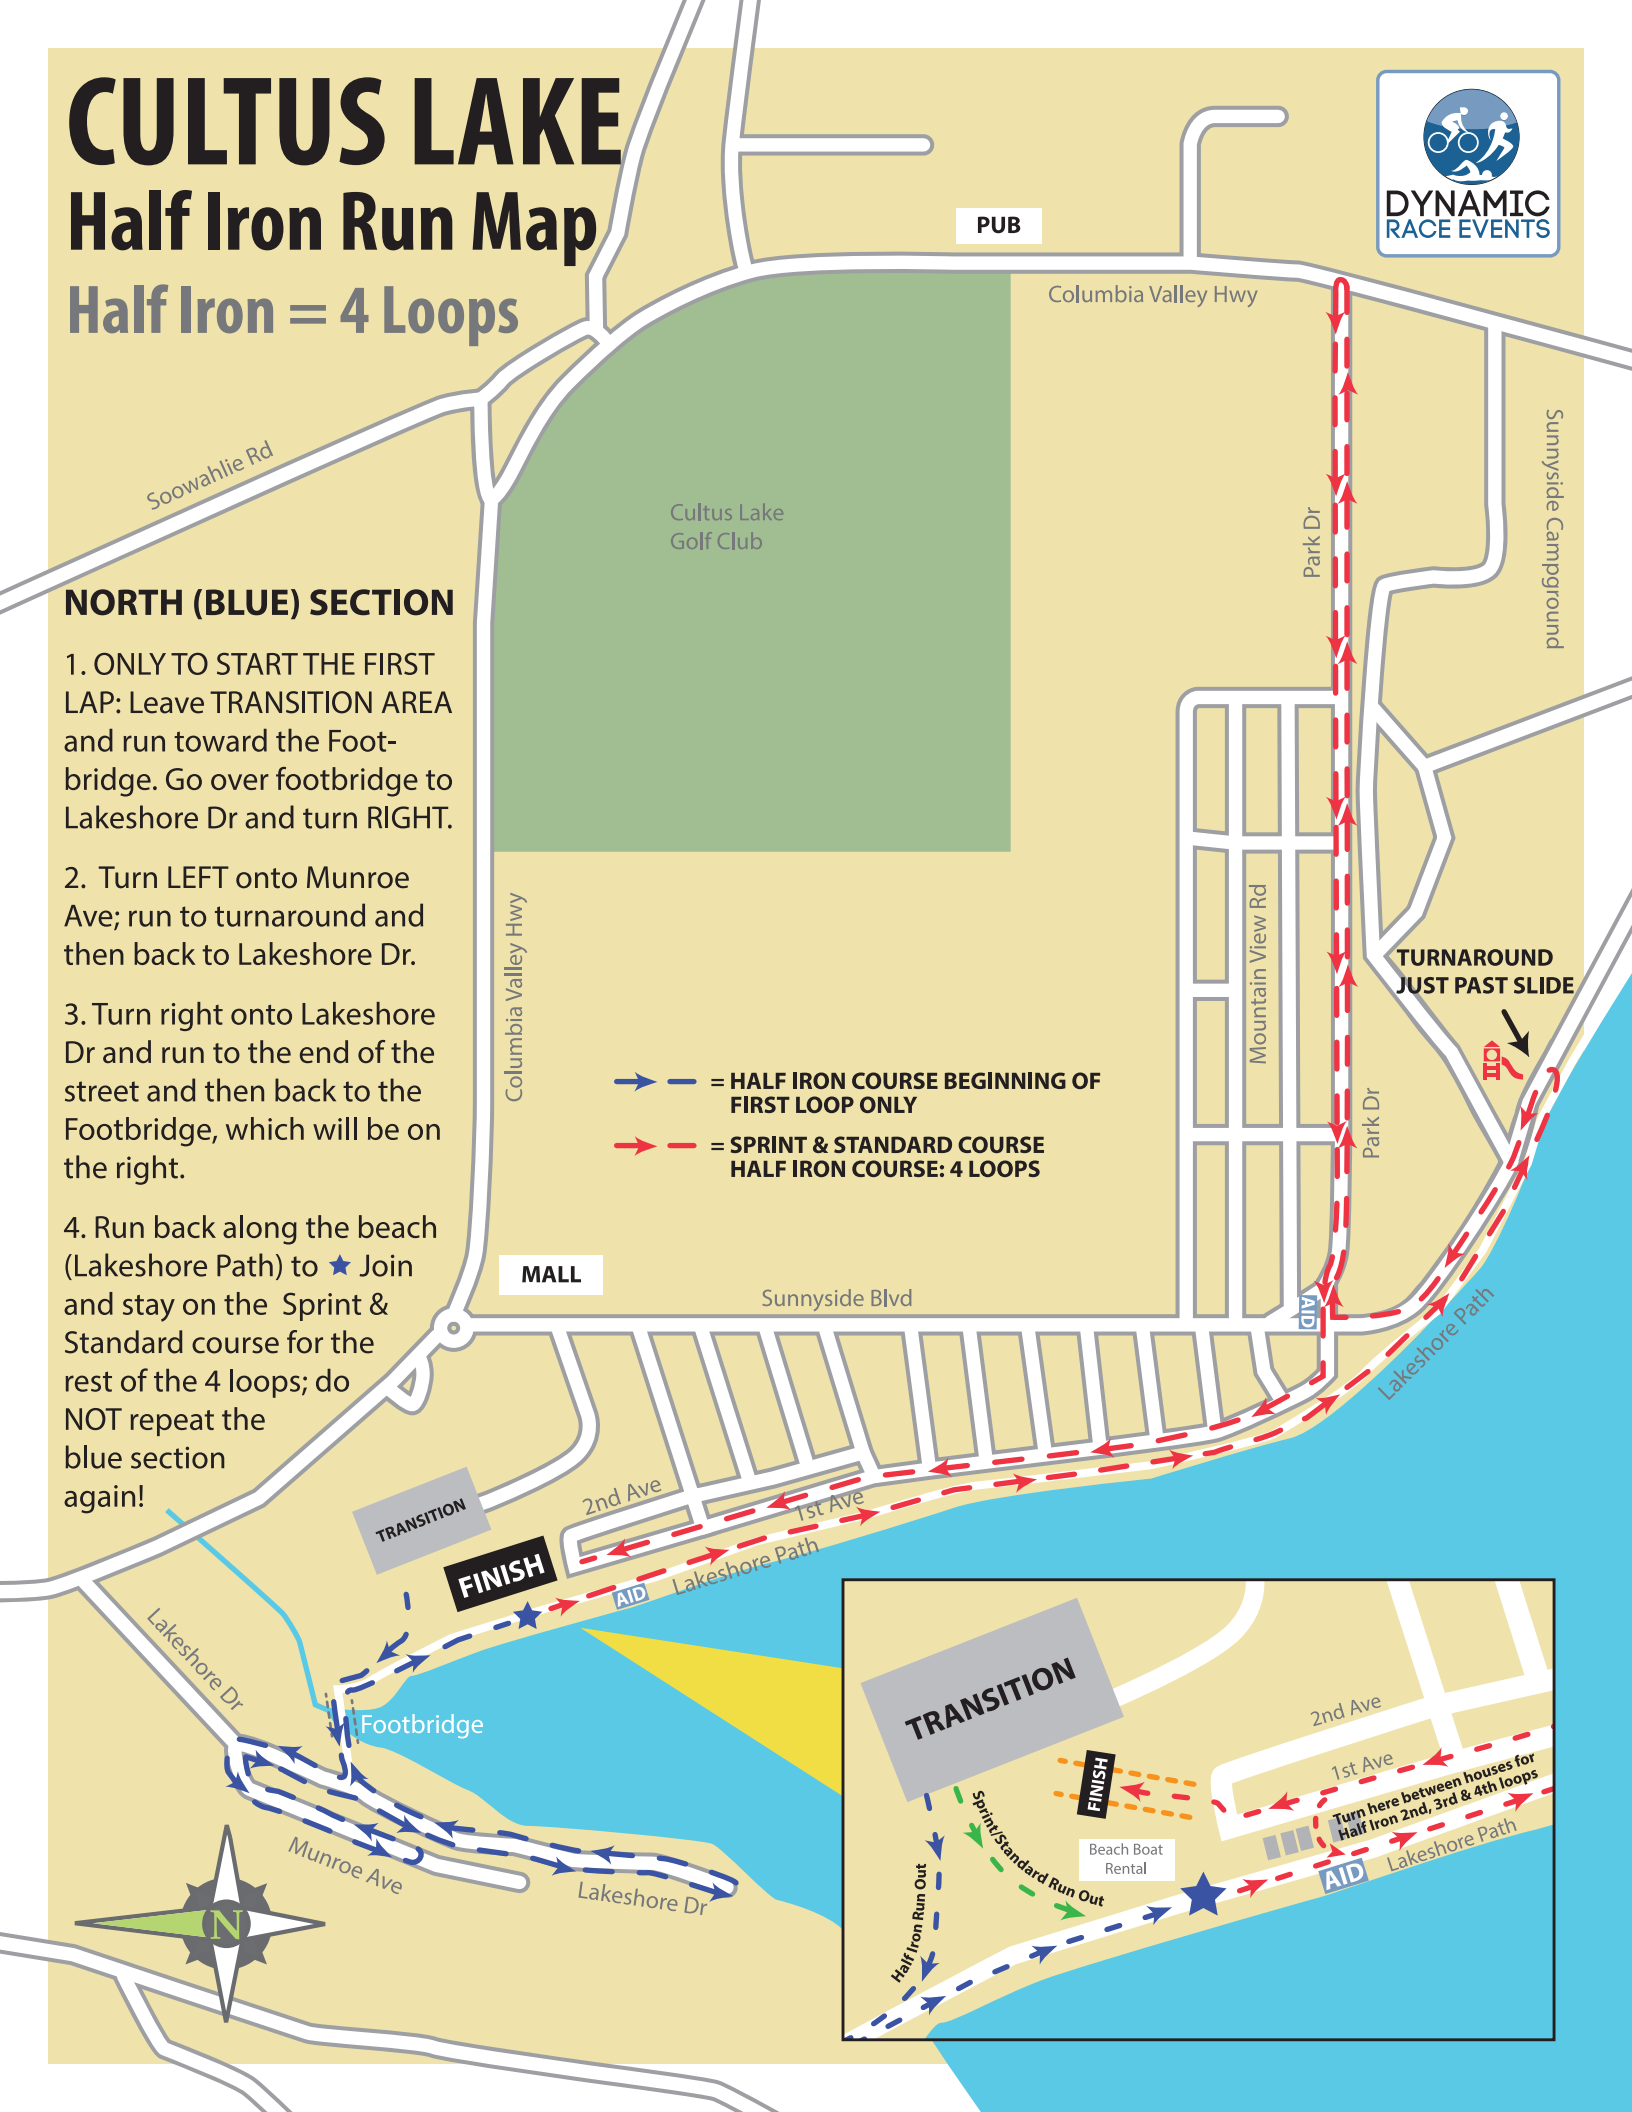 CULTUS LAKE
Half Iron Run Map
Half Iron = 4 Loops
DYNAMIC
RACE EVENTS
PUB
Columbia Valley Hwy
Soowahlie Rd
Cultus Lake
Golf Club
Park Dr
Sunnyside Campground
NORTH (BLUE) SECTION
1. ONLY TO START THE FIRST
LAP: Leave TRANSITION AREA
and run toward the Foot-
bridge. Go over footbridge to
Lakeshore Dr and turn RIGHT.
2. Turn LEFT onto Munroe
Ave; run to turnaround and
then back to Lakeshore Dr.
3. Turn right onto Lakeshore
Dr and run to the end of the
street and then back to the
Footbridge, which will be on
the right.
4. Run back along the beach
(Lakeshore Path) to ★ Join
and stay on the Sprint &
Standard course for the
rest of the 4 loops; do
NOT repeat the
blue section
again!
Columbia Valley Hwy
Mountain View Rd
TURNAROUND
JUST PAST SLIDE
= HALF IRON COURSE BEGINNING OF
FIRST LOOP ONLY
= SPRINT & STANDARD COURSE
HALF IRON COURSE: 4 LOOPS
Park Dr
MALL
Sunnyside Blvd
AID
Lakeshore Path
TRANSITION
2nd Ave
1st Ave
FINISH
AID
Lakeshore Path
Lakeshore Dr
Footbridge
Munroe Ave
Lakeshore Dr
N
TRANSITION
2nd Ave
1st Ave
FINISH
Turn here between houses for
Half Iron 2nd, 3rd & 4th loops
Sprint/Standard Run Out
Beach Boat
Rental
Half Iron Run Out
AID
Lakeshore Path